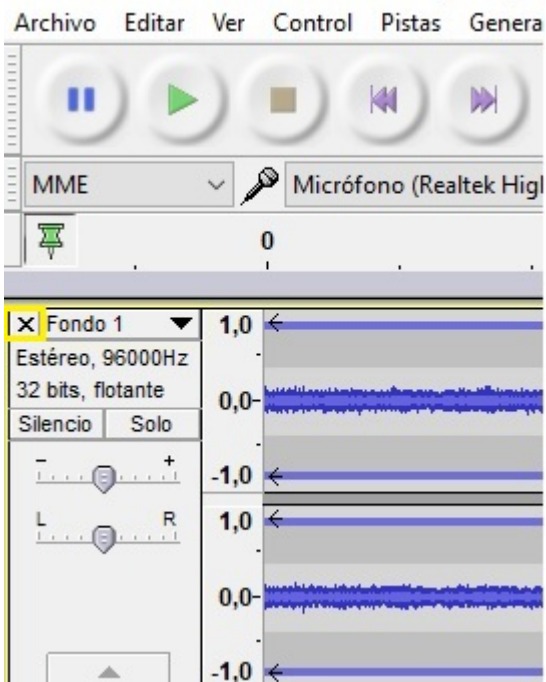 Archivo Editar Ver Control Pistas Genera
MME Micrófono (Realtek Higl
0
X Fondo 1 1,0
Estéreo, 96000Hz
32 bits, flotante
0,0-
Silencio Solo
- +
-1,0
L R
1,0
0,0-
-1,0